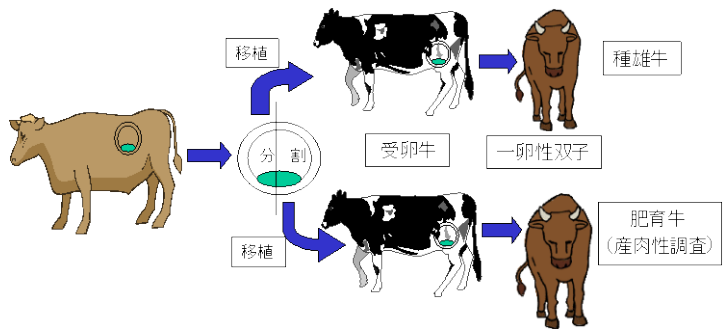 移植
種雄牛
分割
受卵牛
一卵性双子
移植
肥育牛
（産肉性調査）